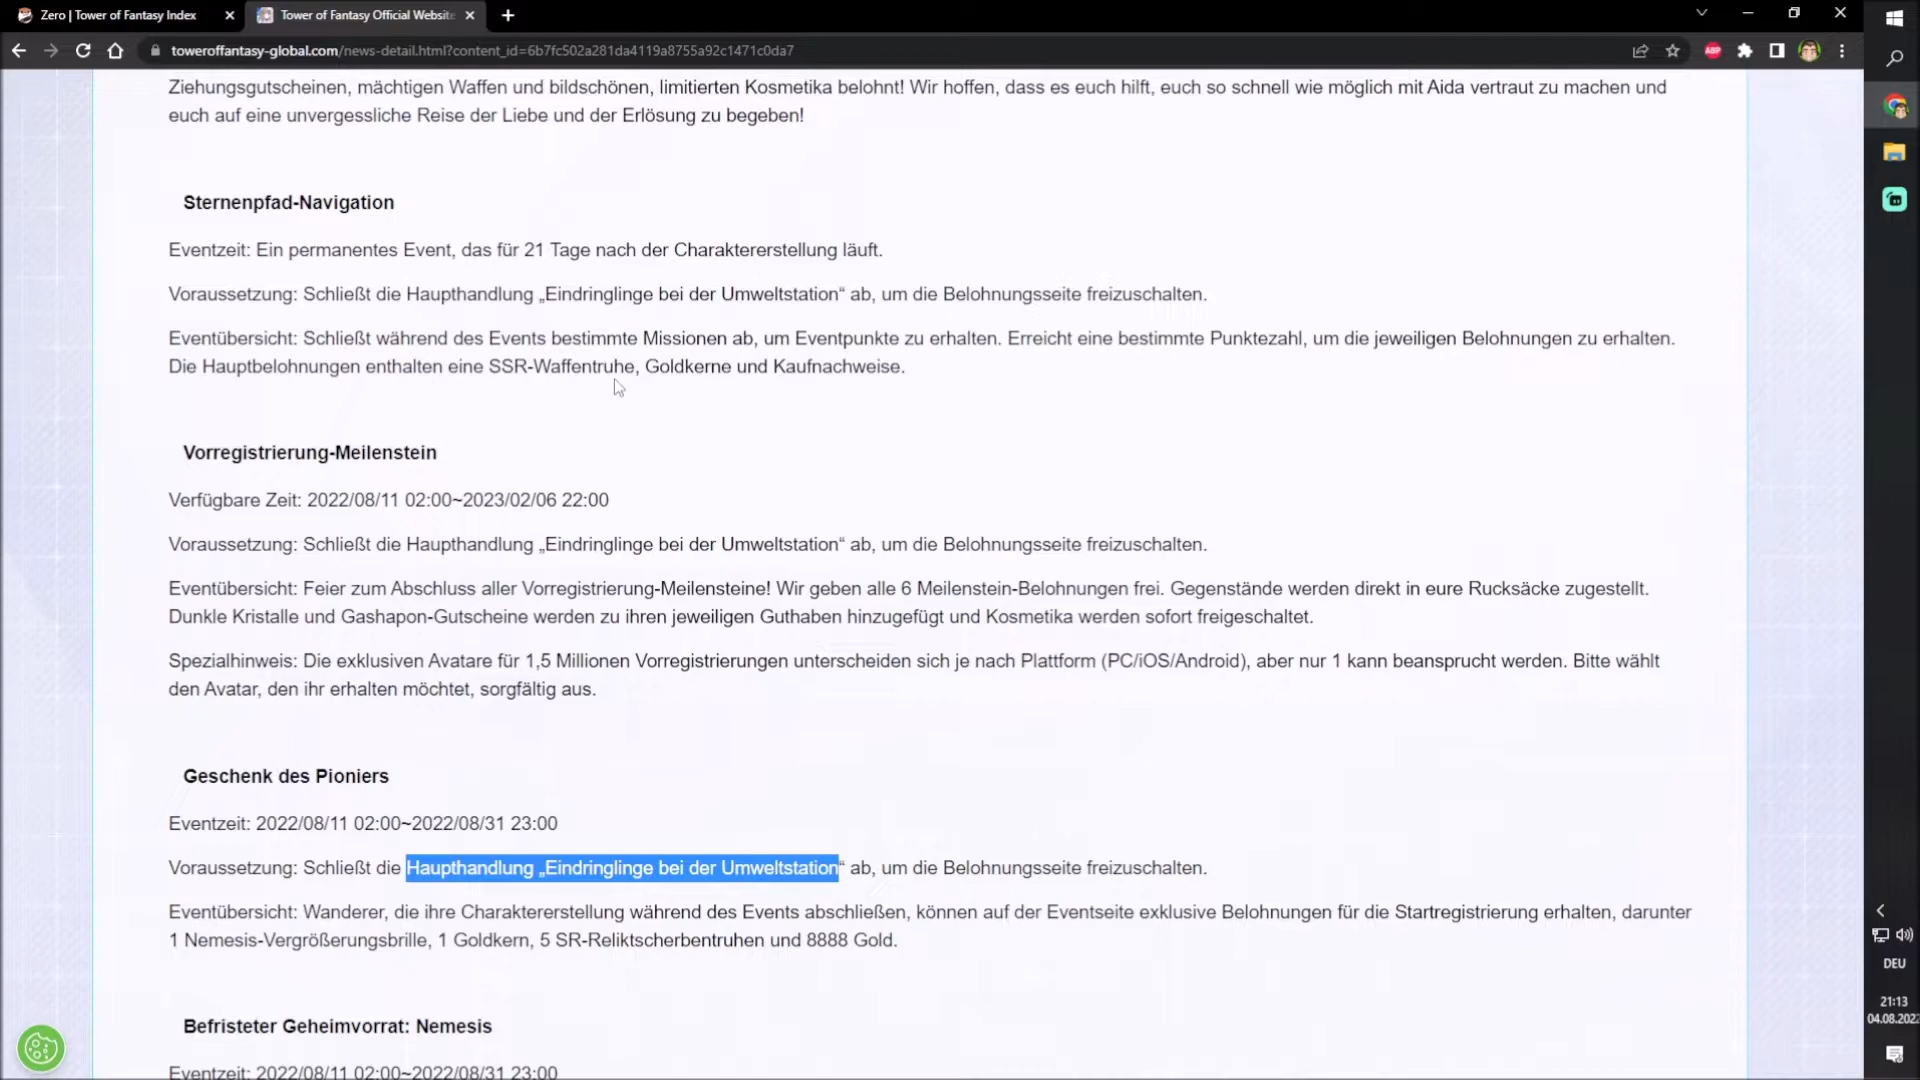 Zero | Tower of Fantasy Index
Tower of Fantasy Official Website
toweroffantasy-global.com/news-detail.html?content_id=6b7fc502a281da4119a8755a92c1471c0da7
ABP
Ziehungsgutscheinen, mächtigen Waffen und bildschönen, limitierten Kosmetika belohnt! Wir hoffen, dass es euch hilft, euch so schnell wie möglich mit Aida vertraut zu machen und
euch auf eine unvergessliche Reise der Liebe und der Erlösung zu begeben!
Sternenpfad-Navigation
Eventzeit: Ein permanentes Event, das für 21 Tage nach der Charaktererstellung läuft.
Voraussetzung: Schließt die Haupthandlung „Eindringlinge bei der Umweltstation“ ab, um die Belohnungsseite freizuschalten.
Eventübersicht: Schließt während des Events bestimmte Missionen ab, um Eventpunkte zu erhalten. Erreicht eine bestimmte Punktezahl, um die jeweiligen Belohnungen zu erhalten.
Die Hauptbelohnungen enthalten eine SSR-Waffentruhe, Goldkerne und Kaufnachweise.
Vorregistrierung-Meilenstein
Verfügbare Zeit: 2022/08/11 02:00~2023/02/06 22:00
Voraussetzung: Schließt die Haupthandlung „Eindringlinge bei der Umweltstation“ ab, um die Belohnungsseite freizuschalten.
Eventübersicht: Feier zum Abschluss aller Vorregistrierung-Meilensteine! Wir geben alle 6 Meilenstein-Belohnungen frei. Gegenstände werden direkt in eure Rucksäcke zugestellt.
Dunkle Kristalle und Gashapon-Gutscheine werden zu ihren jeweiligen Guthaben hinzugefügt und Kosmetika werden sofort freigeschaltet.
Spezialhinweis: Die exklusiven Avatare für 1,5 Millionen Vorregistrierungen unterscheiden sich je nach Plattform (PC/iOS/Android), aber nur 1 kann beansprucht werden. Bitte wählt
den Avatar, den ihr erhalten möchtet, sorgfältig aus.
Geschenk des Pioniers
Eventzeit: 2022/08/11 02:00~2022/08/31 23:00
Voraussetzung: Schließt die Haupthandlung „Eindringlinge bei der Umweltstation“ ab, um die Belohnungsseite freizuschalten.
Eventübersicht: Wanderer, die ihre Charaktererstellung während des Events abschließen, können auf der Eventseite exklusive Belohnungen für die Startregistrierung erhalten, darunter
1 Nemesis-Vergrößerungsbrille, 1 Goldkern, 5 SR-Reliktscherbentruhen und 8888 Gold.
Befristeter Geheimvorrat: Nemesis
Eventzeit: 2022/08/11 02:00~2022/08/31 23:00
DEU
21:13
04.08.2022